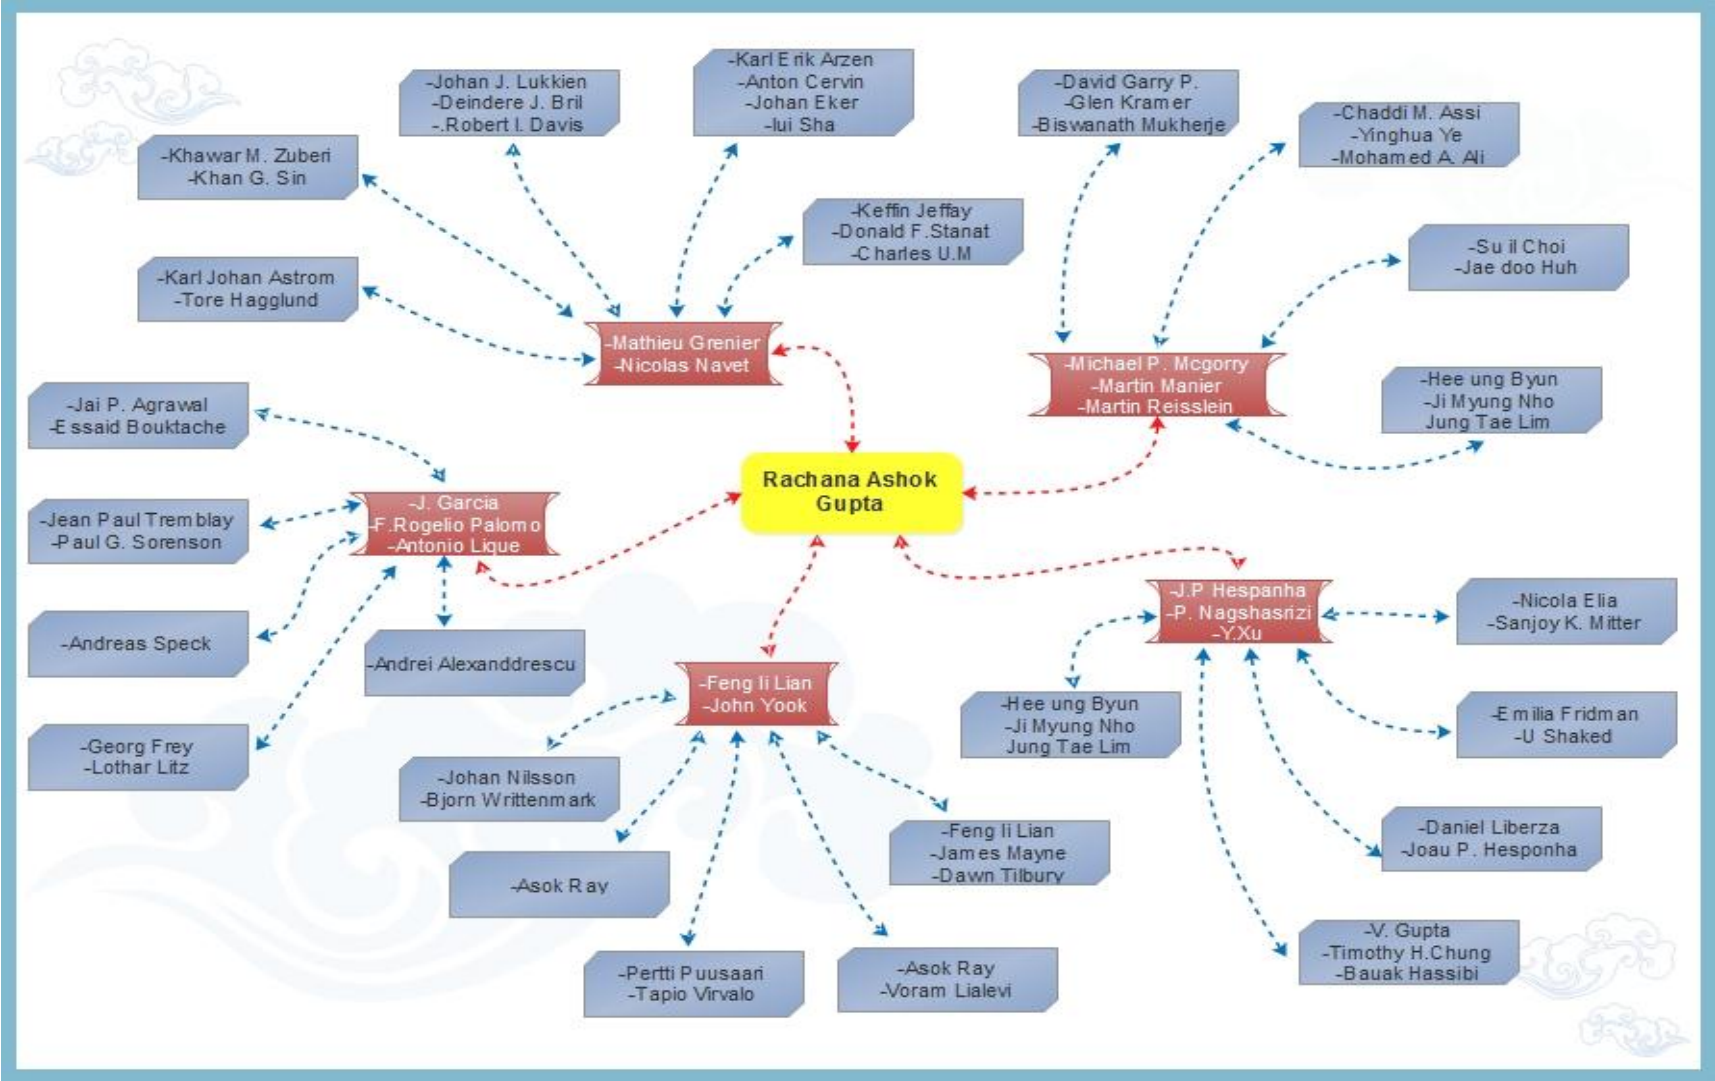 -Johan J. Lukkien
-Deindere J. Bril
-.Robert I. Davis
-Karl Erik Arzen
-Anton Cervin
-Johan Eker
-lui Sha
-David Garry P.
-Glen Kramer
-Biswanath Mukherje
-Chaddi M. Assi
-Yinghua Ye
-Mohamed A. Ali
-Khawar M. Zuberi
-Khan G. Sin
-Keffin Jeffay
-Donald F.Stanat
-Charles U.M
-Su il Choi
-Jae doo Huh
-Karl Johan Astrom
-Tore Hagglund
-Mathieu Grenier
-Nicolas Navet
-Michael P. Mcgorry
-Martin Manier
-Martin Reisslein
-Hee ung Byun
-Ji Myung Nho
Jung Tae Lim
-Jai P. Agrawal
-Essaid Bouktache
Rachana Ashok
Gupta
-J. Garcia
-F.Rogelio Palomo
-Antonio Lique
-Jean Paul Tremblay
-Paul G. Sorenson
-J.P Hespanha
-P. Nagshasrizi
-Y.Xu
-Nicola Elia
-Sanjoy K. Mitter
-Andreas Speck
-Andrei Alexanddrescu
-Feng li Lian
-John Yook
-Hee ung Byun
-Ji Myung Nho
Jung Tae Lim
-Emilia Fridman
-U Shaked
-Georg Frey
-Lothar Litz
-Johan Nilsson
-Bjorn Writtenmark
-Feng li Lian
-James Mayne
-Dawn Tilbury
-Daniel Liberza
-Joau P. Hesponha
-Asok Ray
-V. Gupta
-Timothy H.Chung
-Bauak Hassibi
-Pertti Puusaari
-Tapio Virvalo
-Asok Ray
-Voram Lialevi